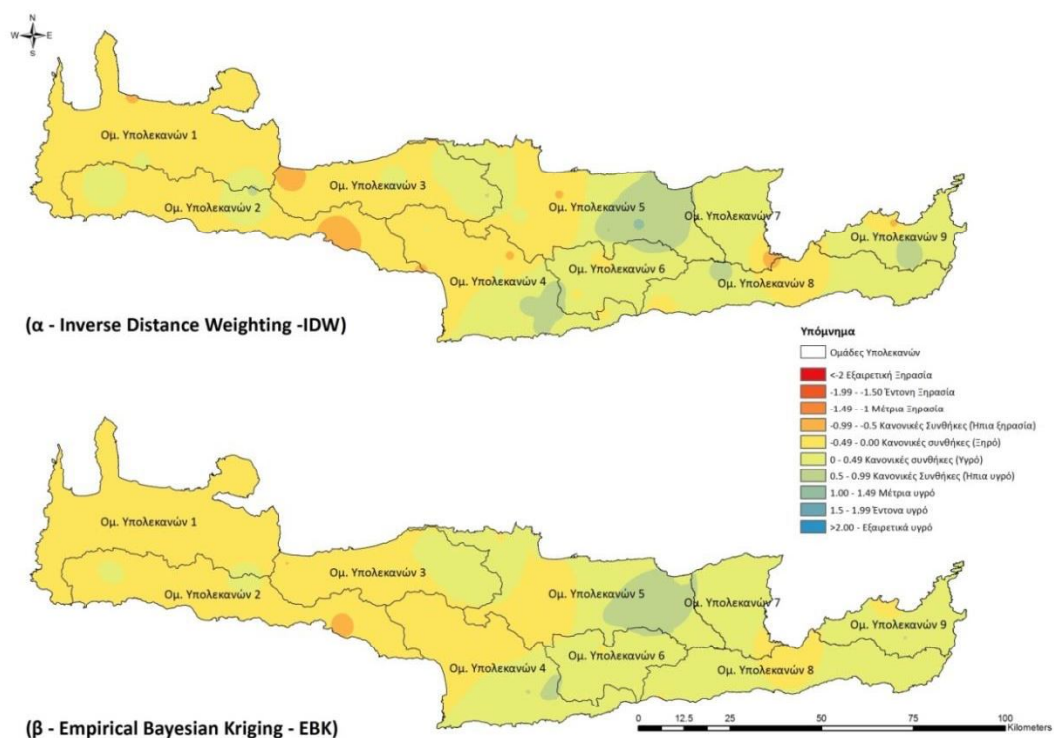 N
W E
S
Ομ. Υπολεκανών 1
Ομ. Υπολεκανών 2
Ομ. Υπολεκανών 3
Ομ. Υπολεκανών 4
Ομ. Υπολεκανών 5
Ομ. Υπολεκανών 6
Ομ. Υπολεκανών 7
Ομ. Υπολεκανών 8
Ομ. Υπολεκανών 9
(α - Inverse Distance Weighting -IDW)
Υπόμνημα
Ομάδες Υπολεκανών
<-2 Εξαιρετική Ξηρασία
-1.99 - -1.50 Έντονη Ξηρασία
-1.49 - -1 Μέτρια Ξηρασία
-0.99 - -0.5 Κανονικές Συνθήκες (Ήπια ξηρασία)
-0.49 - 0.00 Κανονικές συνθήκες (Ξηρό)
0 - 0.49 Κανονικές συνθήκες (Υγρό)
0.5 - 0.99 Κανονικές Συνθήκες (Ήπια υγρό)
1.00 - 1.49 Μέτρια υγρό
1.5 - 1.99 Έντονα υγρό
>2.00 - Εξαιρετικά υγρό
Ομ. Υπολεκανών 1
Ομ. Υπολεκανών 2
Ομ. Υπολεκανών 3
Ομ. Υπολεκανών 4
Ομ. Υπολεκανών 5
Ομ. Υπολεκανών 6
Ομ. Υπολεκανών 7
Ομ. Υπολεκανών 8
Ομ. Υπολεκανών 9
(β - Empirical Bayesian Kriging - EBK)
0 12.5 25 50 75 100
Kilometers